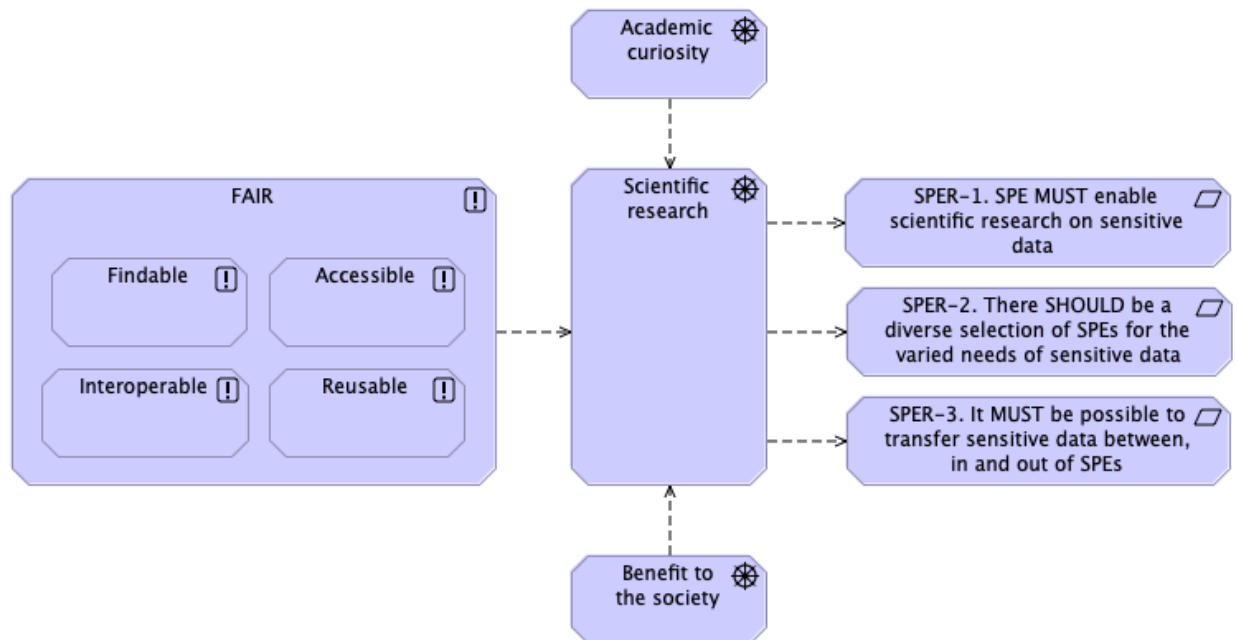 Academic
curiosity
FAIR
Findable
Accessible
Interoperable
Reusable
Scientific
research
SPER-1. SPE MUST enable
scientific research on sensitive
data
SPER-2. There SHOULD be a
diverse selection of SPEs for the
varied needs of sensitive data
SPER-3. It MUST be possible to
transfer sensitive data between,
in and out of SPEs
Benefit to
the society